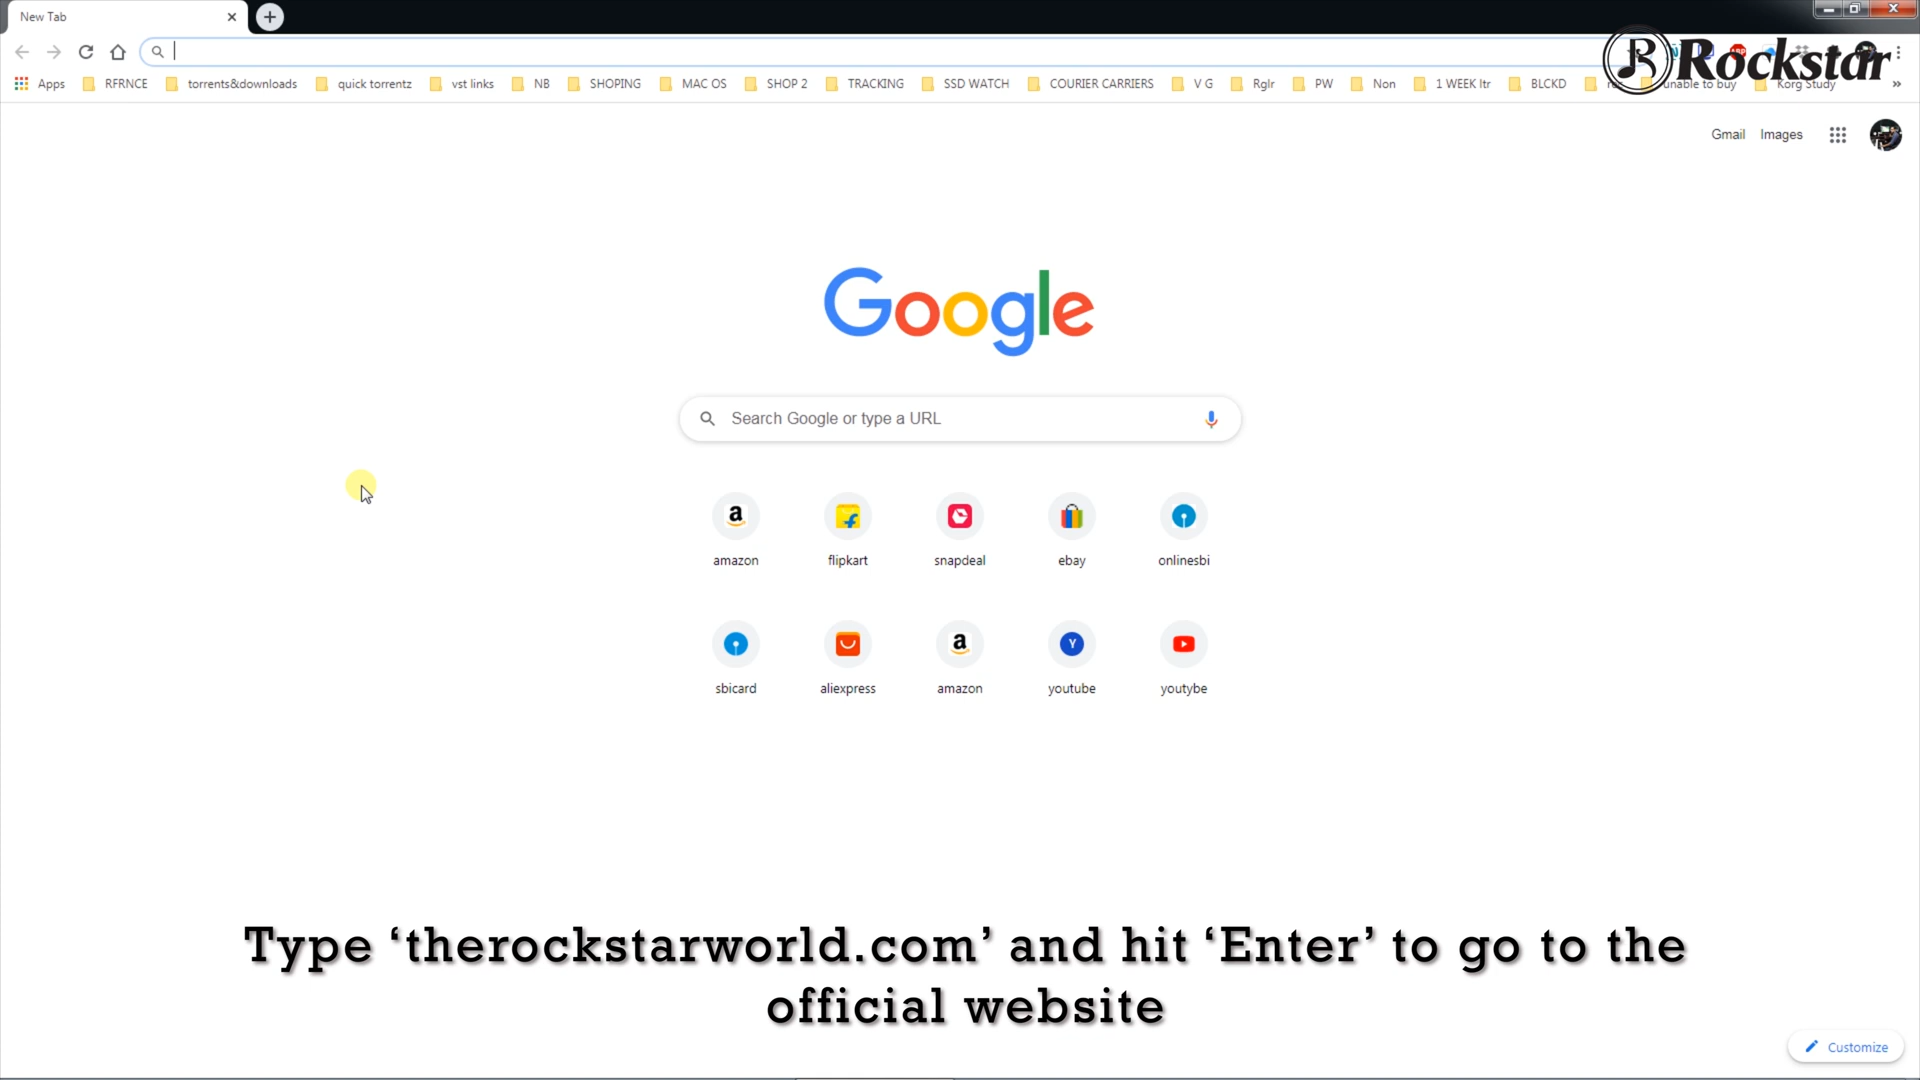 New Tab
Rockstar
Apps RFRNCE torrents&downloads quick torrentz vst links NB SHOPING MAC OS SHOP 2 TRACKING SSD WATCH COURIER CARRIERS V G Rglr PW Non 1 WEEK ltr BLCKD unable to buy Korg Study
Gmail Images
Google
Search Google or type a URL
a
amazon flipkart snapdeal ebay onlinesbi
a Y
sbicard aliexpress amazon youtube youtybe
Type ‘therockstarworld.com’ and hit ‘Enter’ to go to the
official website
Customize